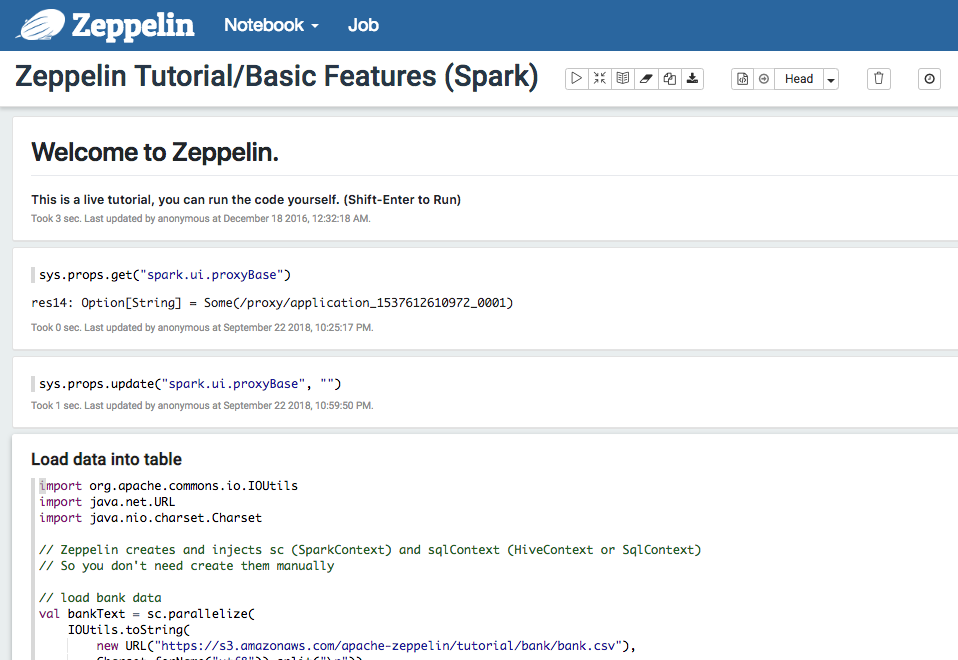 Zeppelin Notebook Job
Zeppelin Tutorial/Basic Features (Spark) Head
Welcome to Zeppelin.
This is a live tutorial, you can run the code yourself. (Shift-Enter to Run)
Took 3 sec. Last updated by anonymous at December 18 2016, 12:32:18 AM.
sys.props.get("spark.ui.proxyBase")
res14: Option[String] = Some(/proxy/application_1537612610972_0001)
Took 0 sec. Last updated by anonymous at September 22 2018, 10:25:17 PM.
sys.props.update("spark.ui.proxyBase", "")
Took 1 sec. Last updated by anonymous at September 22 2018, 10:59:50 PM.
Load data into table
import org.apache.commons.io.IOUtils
import java.net.URL
import java.nio.charset.Charset
// Zeppelin creates and injects sc (SparkContext) and sqlContext (HiveContext or SqlContext)
// So you don't need create them manually
// load bank data
val bankText = sc.parallelize(
IOUtils.toString(
new URL("https://s3.amazonaws.com/apache-zeppelin/tutorial/bank/bank.csv"),